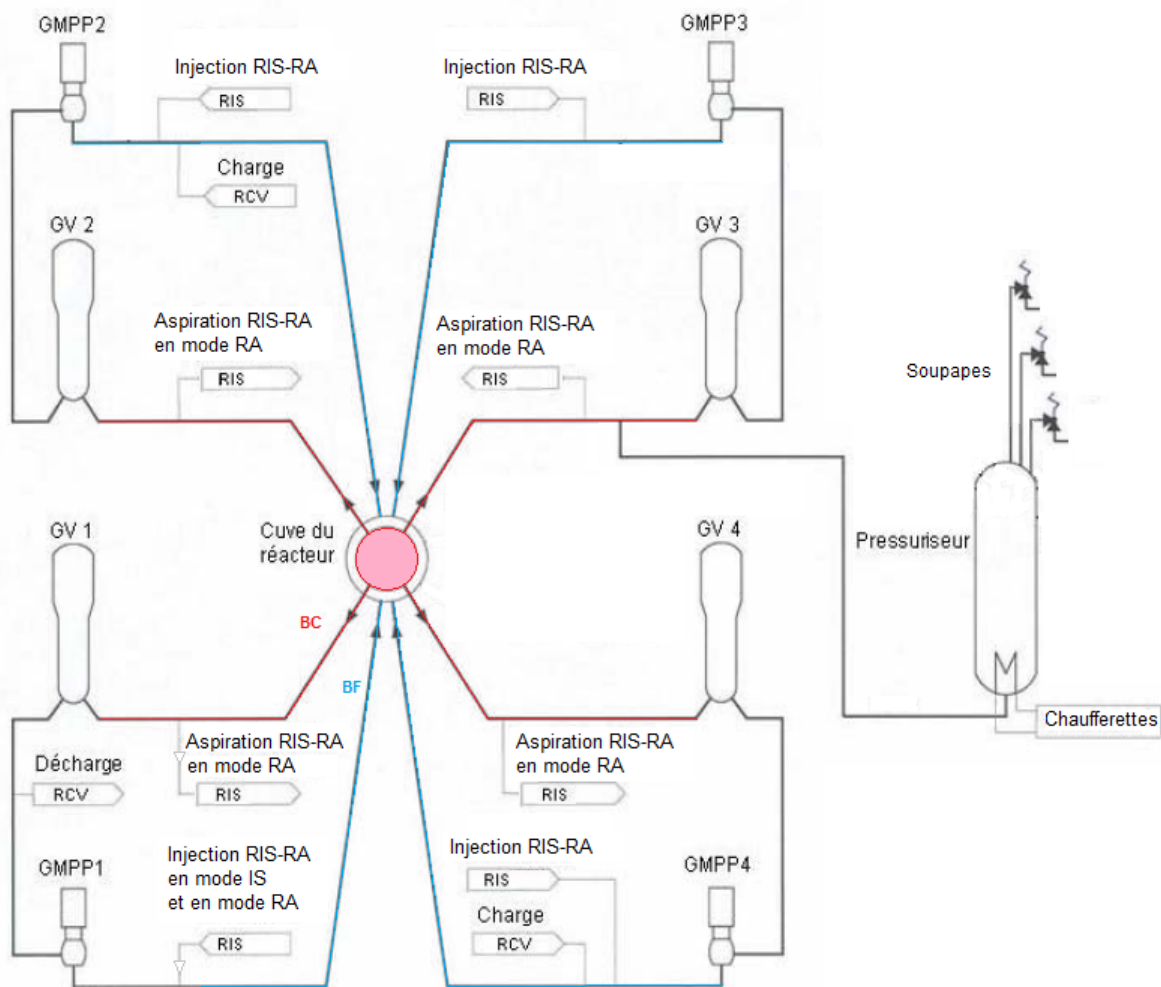 GMPP2
GMPP3
Injection RIS-RA
Injection RIS-RA
RIS
RIS
Charge
RCV
GV 2
GV 3
Aspiration RIS-RA
en mode RA
Aspiration RIS-RA
en mode RA
RIS
RIS
Soupapes
Cuve du
réacteur
GV 1
GV 4
Pressuriseur
BC
BF
Chaufferettes
Aspiration RIS-RA
en mode RA
Aspiration RIS-RA
en mode RA
Décharge
RCV
RIS
RIS
Injection RIS-RA
en mode IS
et en mode RA
Injection RIS-RA
GMPP1
GMPP4
RIS
Charge
RIS
RCV